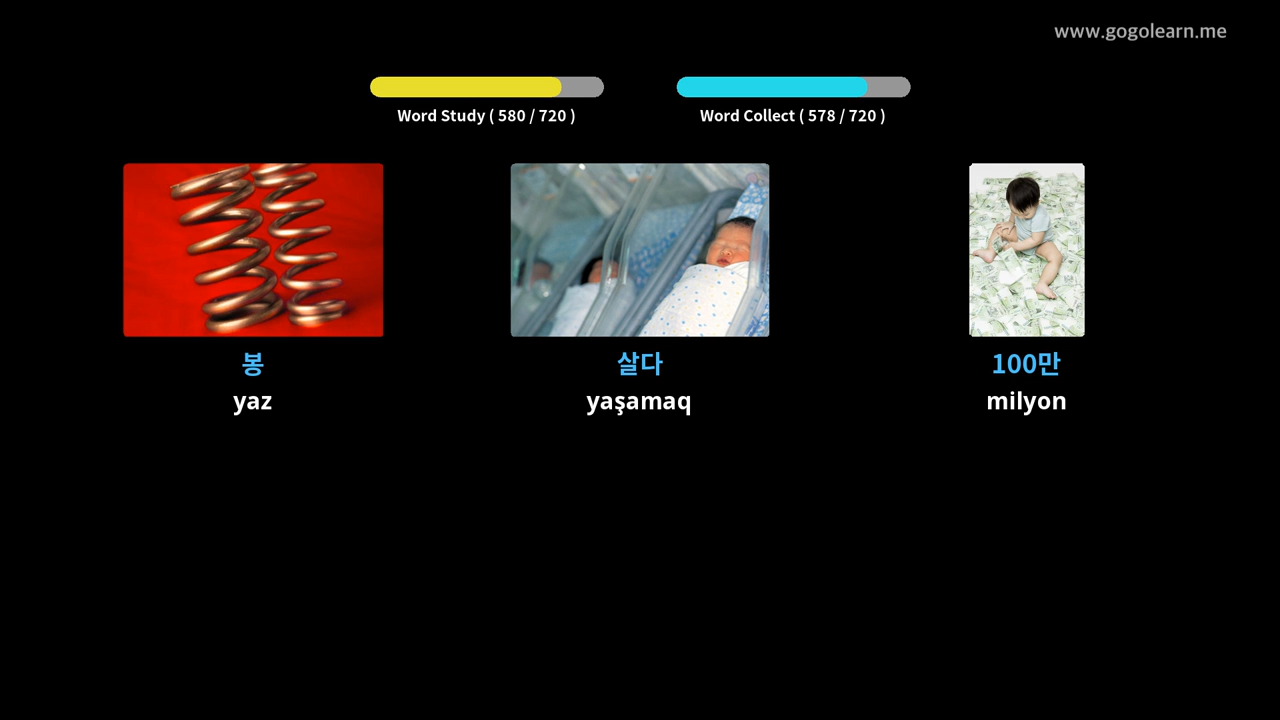 www.gogolearn.me
Word Study ( 580 / 720 )
Word Collect ( 578 / 720 )
봉
살다
100만
yaz
yaşamaq
milyon